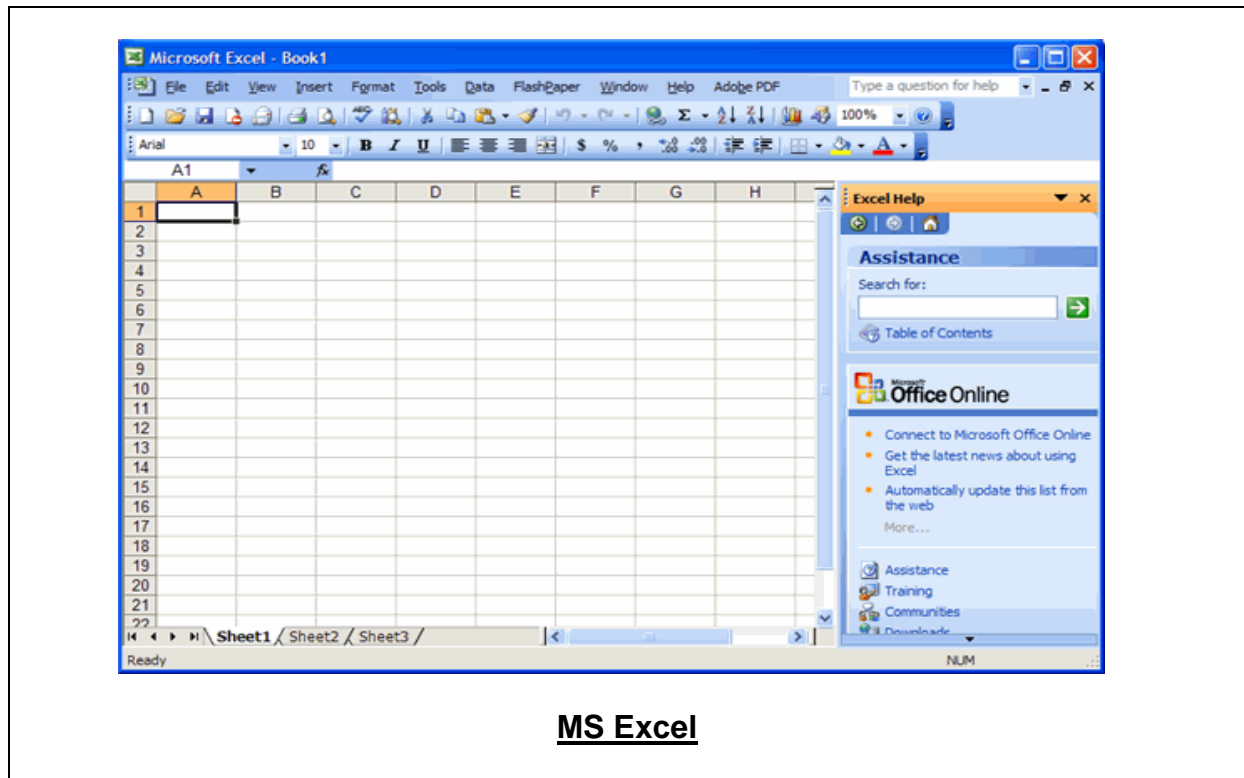 Microsoft Excel - Book1
File Edit View Insert Format Tools Data FlashPaper Window Help Adobe PDF Type a question for help
100%
Arial 10 B I U $ % ,
A1 fx
A B C D E F G H
Excel Help
1
2
3
4
5
6
7
8
9
10
11
12
13
14
15
16
17
18
19
20
21
22
Assistance
Search for:
Table of Contents
Microsoft
Office Online
Connect to Microsoft Office Online
Get the latest news about using
Excel
Automatically update this list from
the web
More...
Assistance
Training
Communities
Downloads
Sheet1 Sheet2 Sheet3
Ready NUM
MS Excel